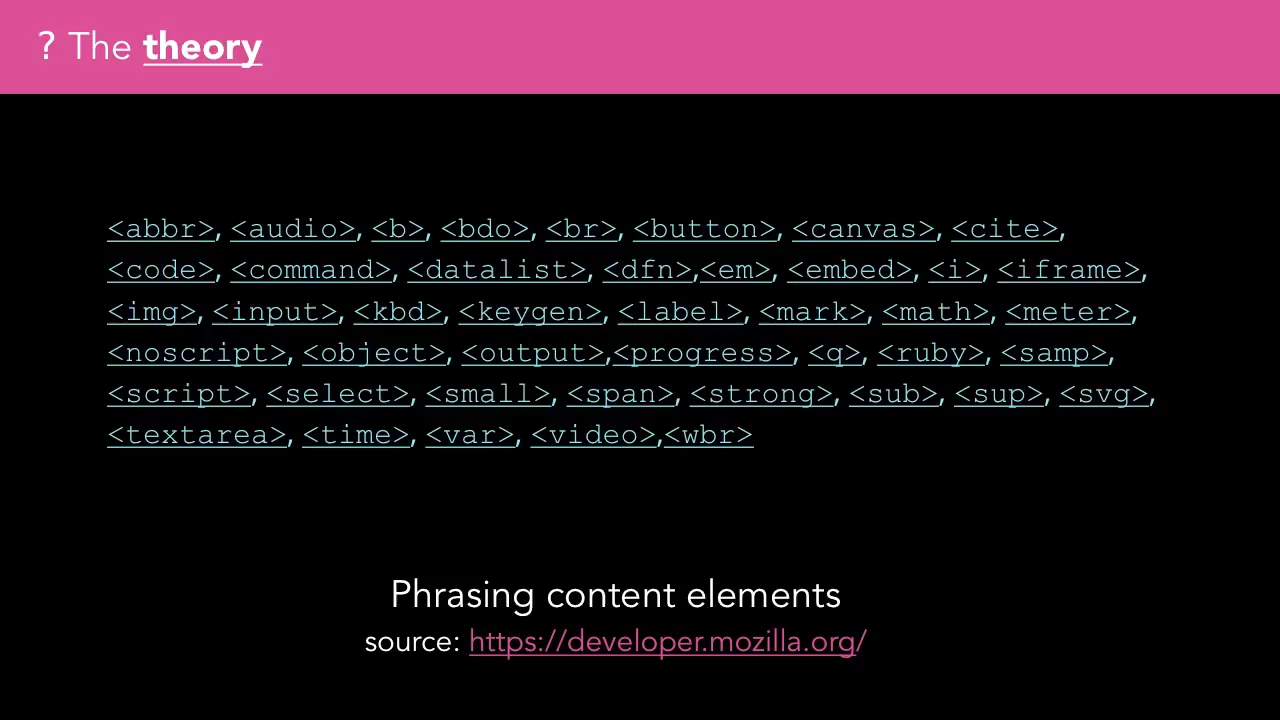 ? The theory
<abbr>, <audio>, <b>, <bdo>, <br>, <button>, <canvas>, <cite>,
<code>, <command>, <datalist>, <dfn>,<em>, <embed>, <i>, <iframe>,
<img>, <input>, <kbd>, <keygen>, <label>, <mark>, <math>, <meter>,
<noscript>, <object>, <output>,<progress>, <q>, <ruby>, <samp>,
<script>, <select>, <small>, <span>, <strong>, <sub>, <sup>, <svg>,
<textarea>, <time>, <var>, <video>,<wbr>
Phrasing content elements
source: https://developer.mozilla.org/